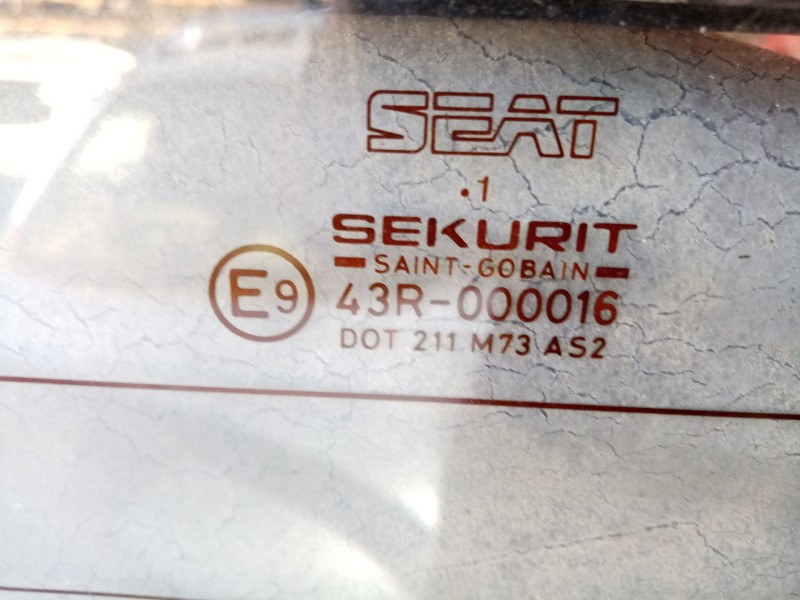 SEAT
.1
SEKURIT
SAINT-GOBAIN
E9 43R-000016
DOT 211 M73 AS2